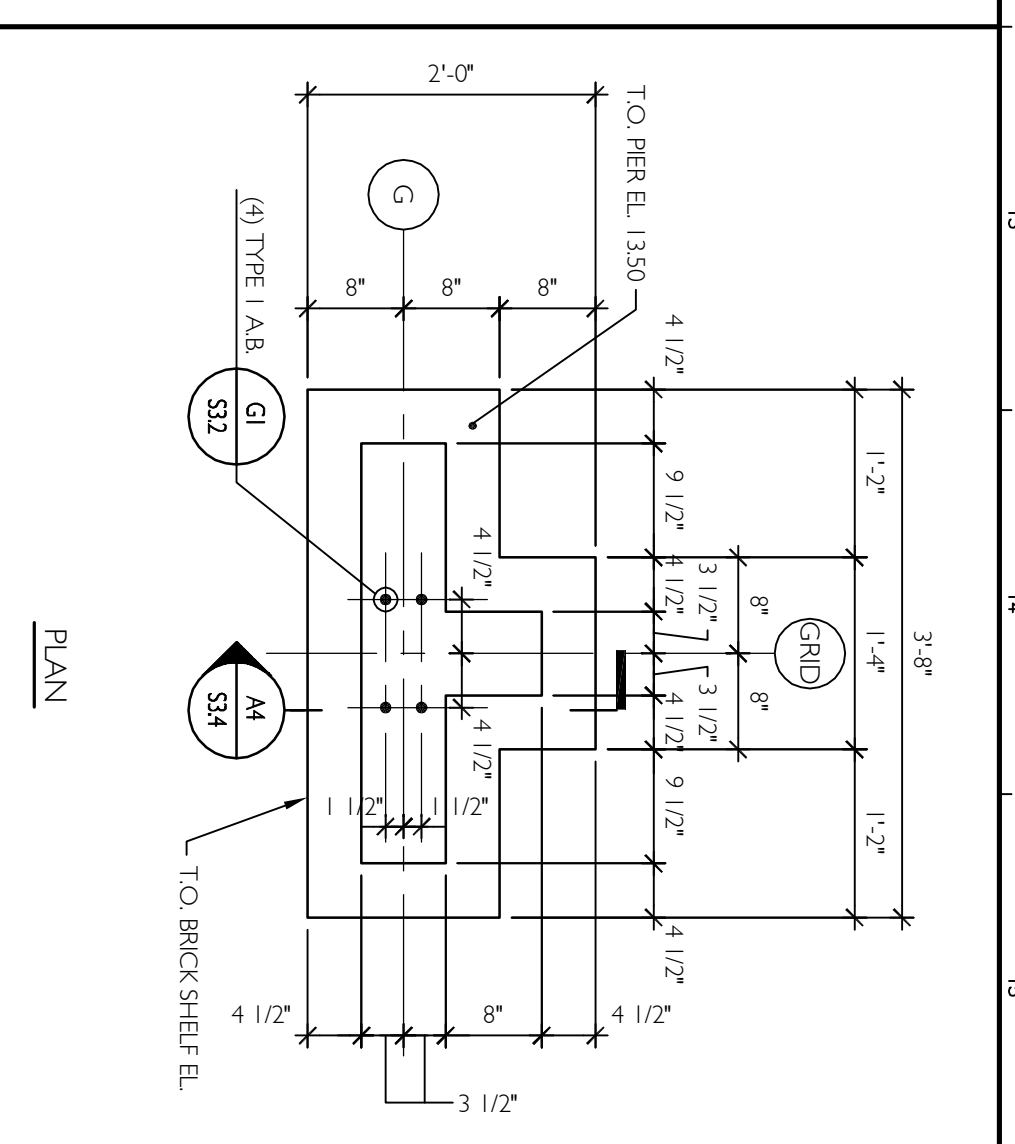 2'-0"
T.O. PIER EL. 13.50
G
8"
8"
8"
(4) TYPE 1 A.B.
G1
S3.2
4 1/2"
9 1/2"
4 1/2"
3 1/2"
3 1/2"
4 1/2"
9 1/2"
4 1/2"
8"
8"
GRID
1'-2"
1'-4"
1'-2"
3'-8"
4 1/2"
4 1/2"
A4
S3.4
1 1/2"
1 1/2"
T.O. BRICK SHELF EL.
4 1/2"
8"
4 1/2"
3 1/2"
PLAN
14